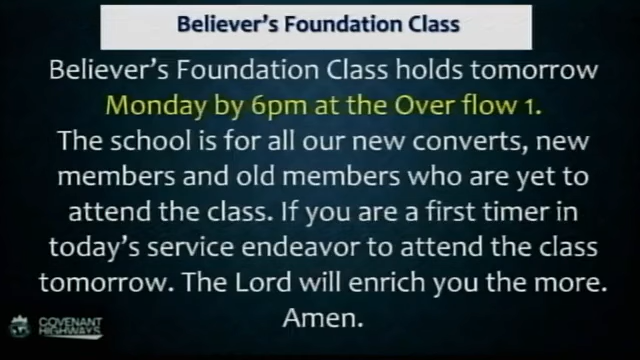 Believer's Foundation Class
Believer's Foundation Class holds tomorrow
Monday by 6pm at the Over flow 1.
The school is for all our new converts, new
members and old members who are yet to
attend the class. If you are a first timer in
today's service endeavor to attend the class
tomorrow. The Lord will enrich you the more.
Amen.
COVENANT
HIGHWAYS